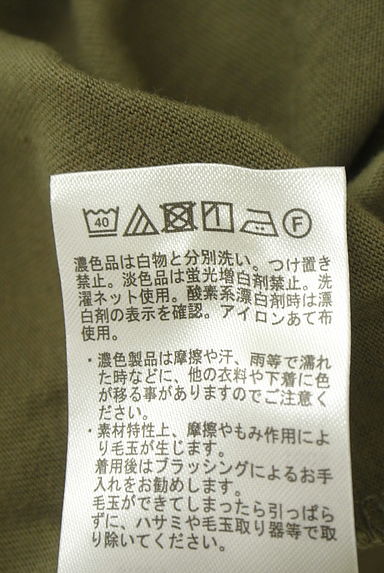 40 F
濃色品は白物と分別洗い。つけ置き
禁止。淡色品は蛍光増白剤禁止。洗
濯ネット使用。酸素系漂白剤時は漂
白剤の表示を確認。アイロンあて布
使用。
・濃色製品は摩擦や汗、雨等で濡れ
た時などに、他の衣料や下着に色
が移る事がありますのでご注意く
ださい。
・素材特性上、摩擦やもみ作用によ
り毛玉が生じます。
着用後はブラッシングによるお手
入れをお勧めします。
毛玉ができてしまったら引っぱら
ずに、ハサミや毛玉取り器等で取
り除いてください。